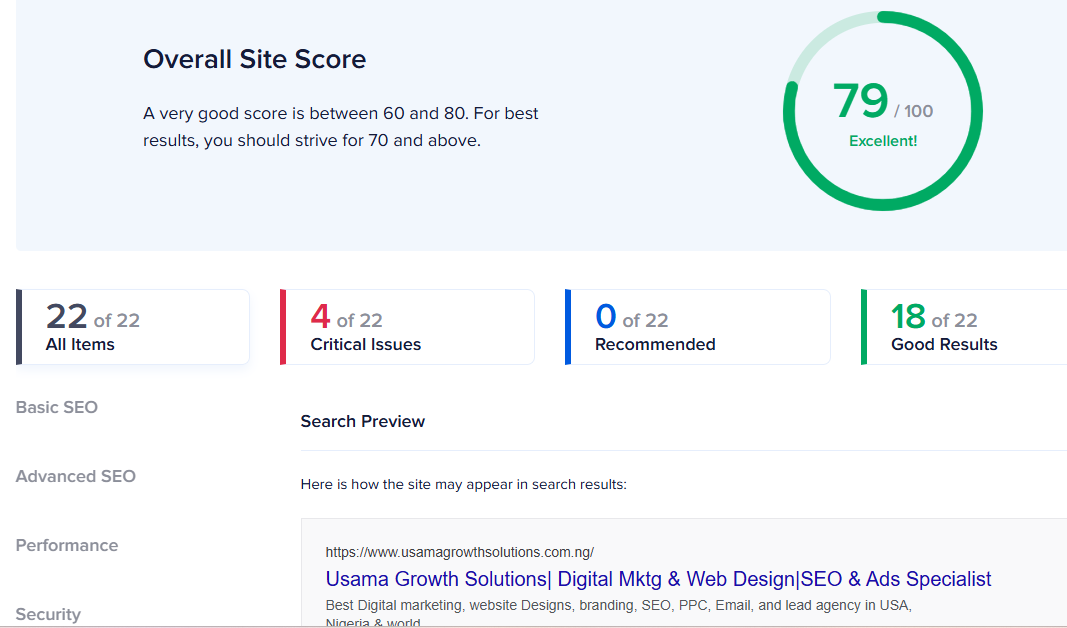 Overall Site Score
A very good score is between 60 and 80. For best
results, you should strive for 70 and above.
79 / 100
Excellent!
22 of 22
All Items
4 of 22
Critical Issues
0 of 22
Recommended
18 of 22
Good Results
Basic SEO
Advanced SEO
Performance
Security
Search Preview
Here is how the site may appear in search results:
https://www.usamagrowthsolutions.com.ng/
Usama Growth Solutions| Digital Mktg & Web Design|SEO & Ads Specialist
Best Digital marketing, website Designs, branding, SEO, PPC, Email, and lead agency in USA,
Nigeria & world